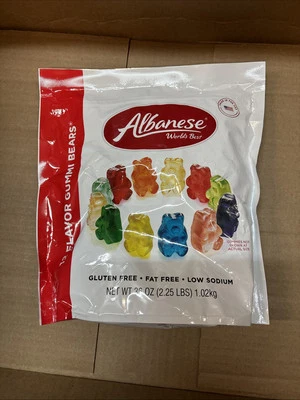 Albanese®
World's Best
FLAVOR GUMMI BEARS®
GLUTEN FREE • FAT FREE • LOW SODIUM
NET WT 36 OZ (2.25 LBS) 1.02kg